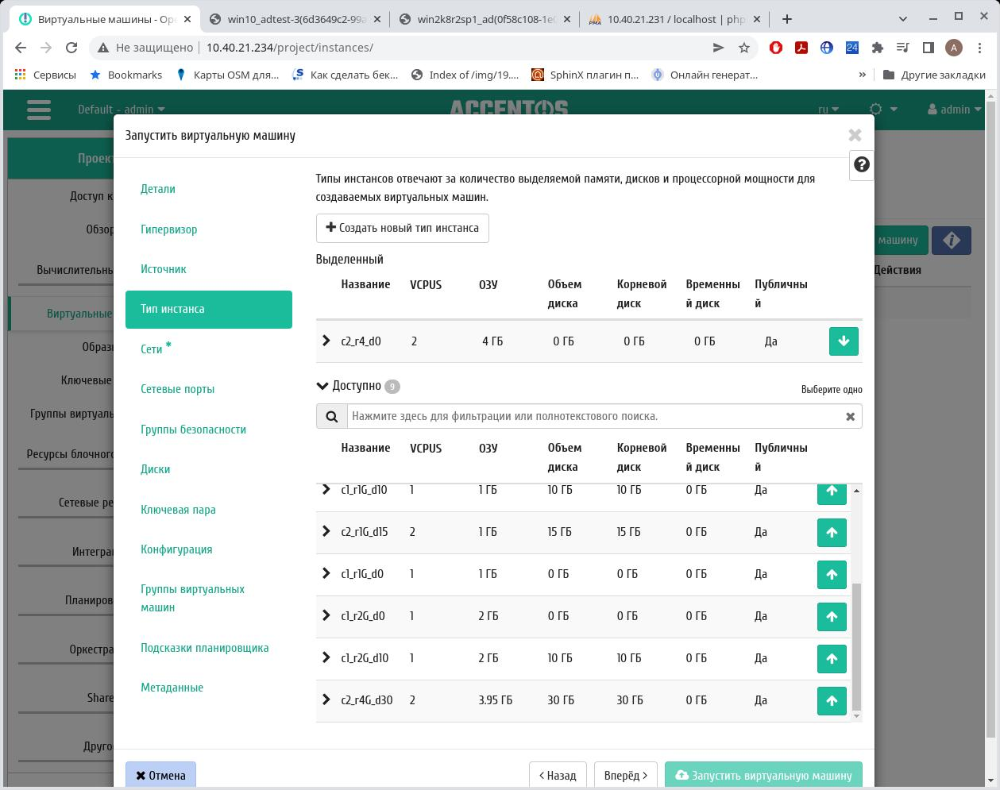 Виртуальные машины - Оре
win10_adtest-3(6d3649c2-99a
win2k8r2sp1_ad(0f58c108-1e0
10.40.21.231 / localhost | php
Не защищено
10.40.21.234/project/instances/
24
A
Сервисы
Bookmarks
Карты OSM для...
Как сделать бек...
Index of /img/19....
SphinX плагин п...
Онлайн генерат...
»
Другие закладки
Default - admin
ACCENTOS
ru
admin
Запустить виртуальную машину
Проек
Доступ к
Обзор
Вычислительнь
Виртуальные
Образ
Ключевые
Группы виртуаль
Ресурсы блочного
Сетевые ре
Интеграц
Планиров
Оркестра
Share
Друго
машину
Действия
Детали
Гипервизор
Источник
Тип инстанса
Сети *
Сетевые порты
Группы безопасности
Диски
Ключевая пара
Конфигурация
Группы виртуальных
машин
Подсказки планировщика
Метаданные
Типы инстансов отвечают за количество выделяемой памяти, дисков и процессорной мощности для
создаваемых виртуальных машин.
Создать новый тип инстанса
Выделенный
Название VCPUS ОЗУ Объем диска Корневой диск Временны й диск Публичны й
c2_r4_d0 2 4 ГБ 0 ГБ 0 ГБ 0 ГБ Да
Доступно 9
Выберите одно
Нажмите здесь для фильтрации или полнотекстового поиска.
Название VCPUS ОЗУ Объем диска Корневой диск Временны й диск Публичны й
c1_r1G_d10 1 1 ГБ 10 ГБ 10 ГБ 0 ГБ Да
c2_r1G_d15 2 1 ГБ 15 ГБ 15 ГБ 0 ГБ Да
c1_r1G_d0 1 1 ГБ 0 ГБ 0 ГБ 0 ГБ Да
c1_r2G_d0 1 2 ГБ 0 ГБ 0 ГБ 0 ГБ Да
c1_r2G_d10 1 2 ГБ 10 ГБ 10 ГБ 0 ГБ Да
c2_r4G_d30 2 3.95 ГБ 30 ГБ 30 ГБ 0 ГБ Да
Отмена
Назад
Вперёд
Запустить виртуальную машину